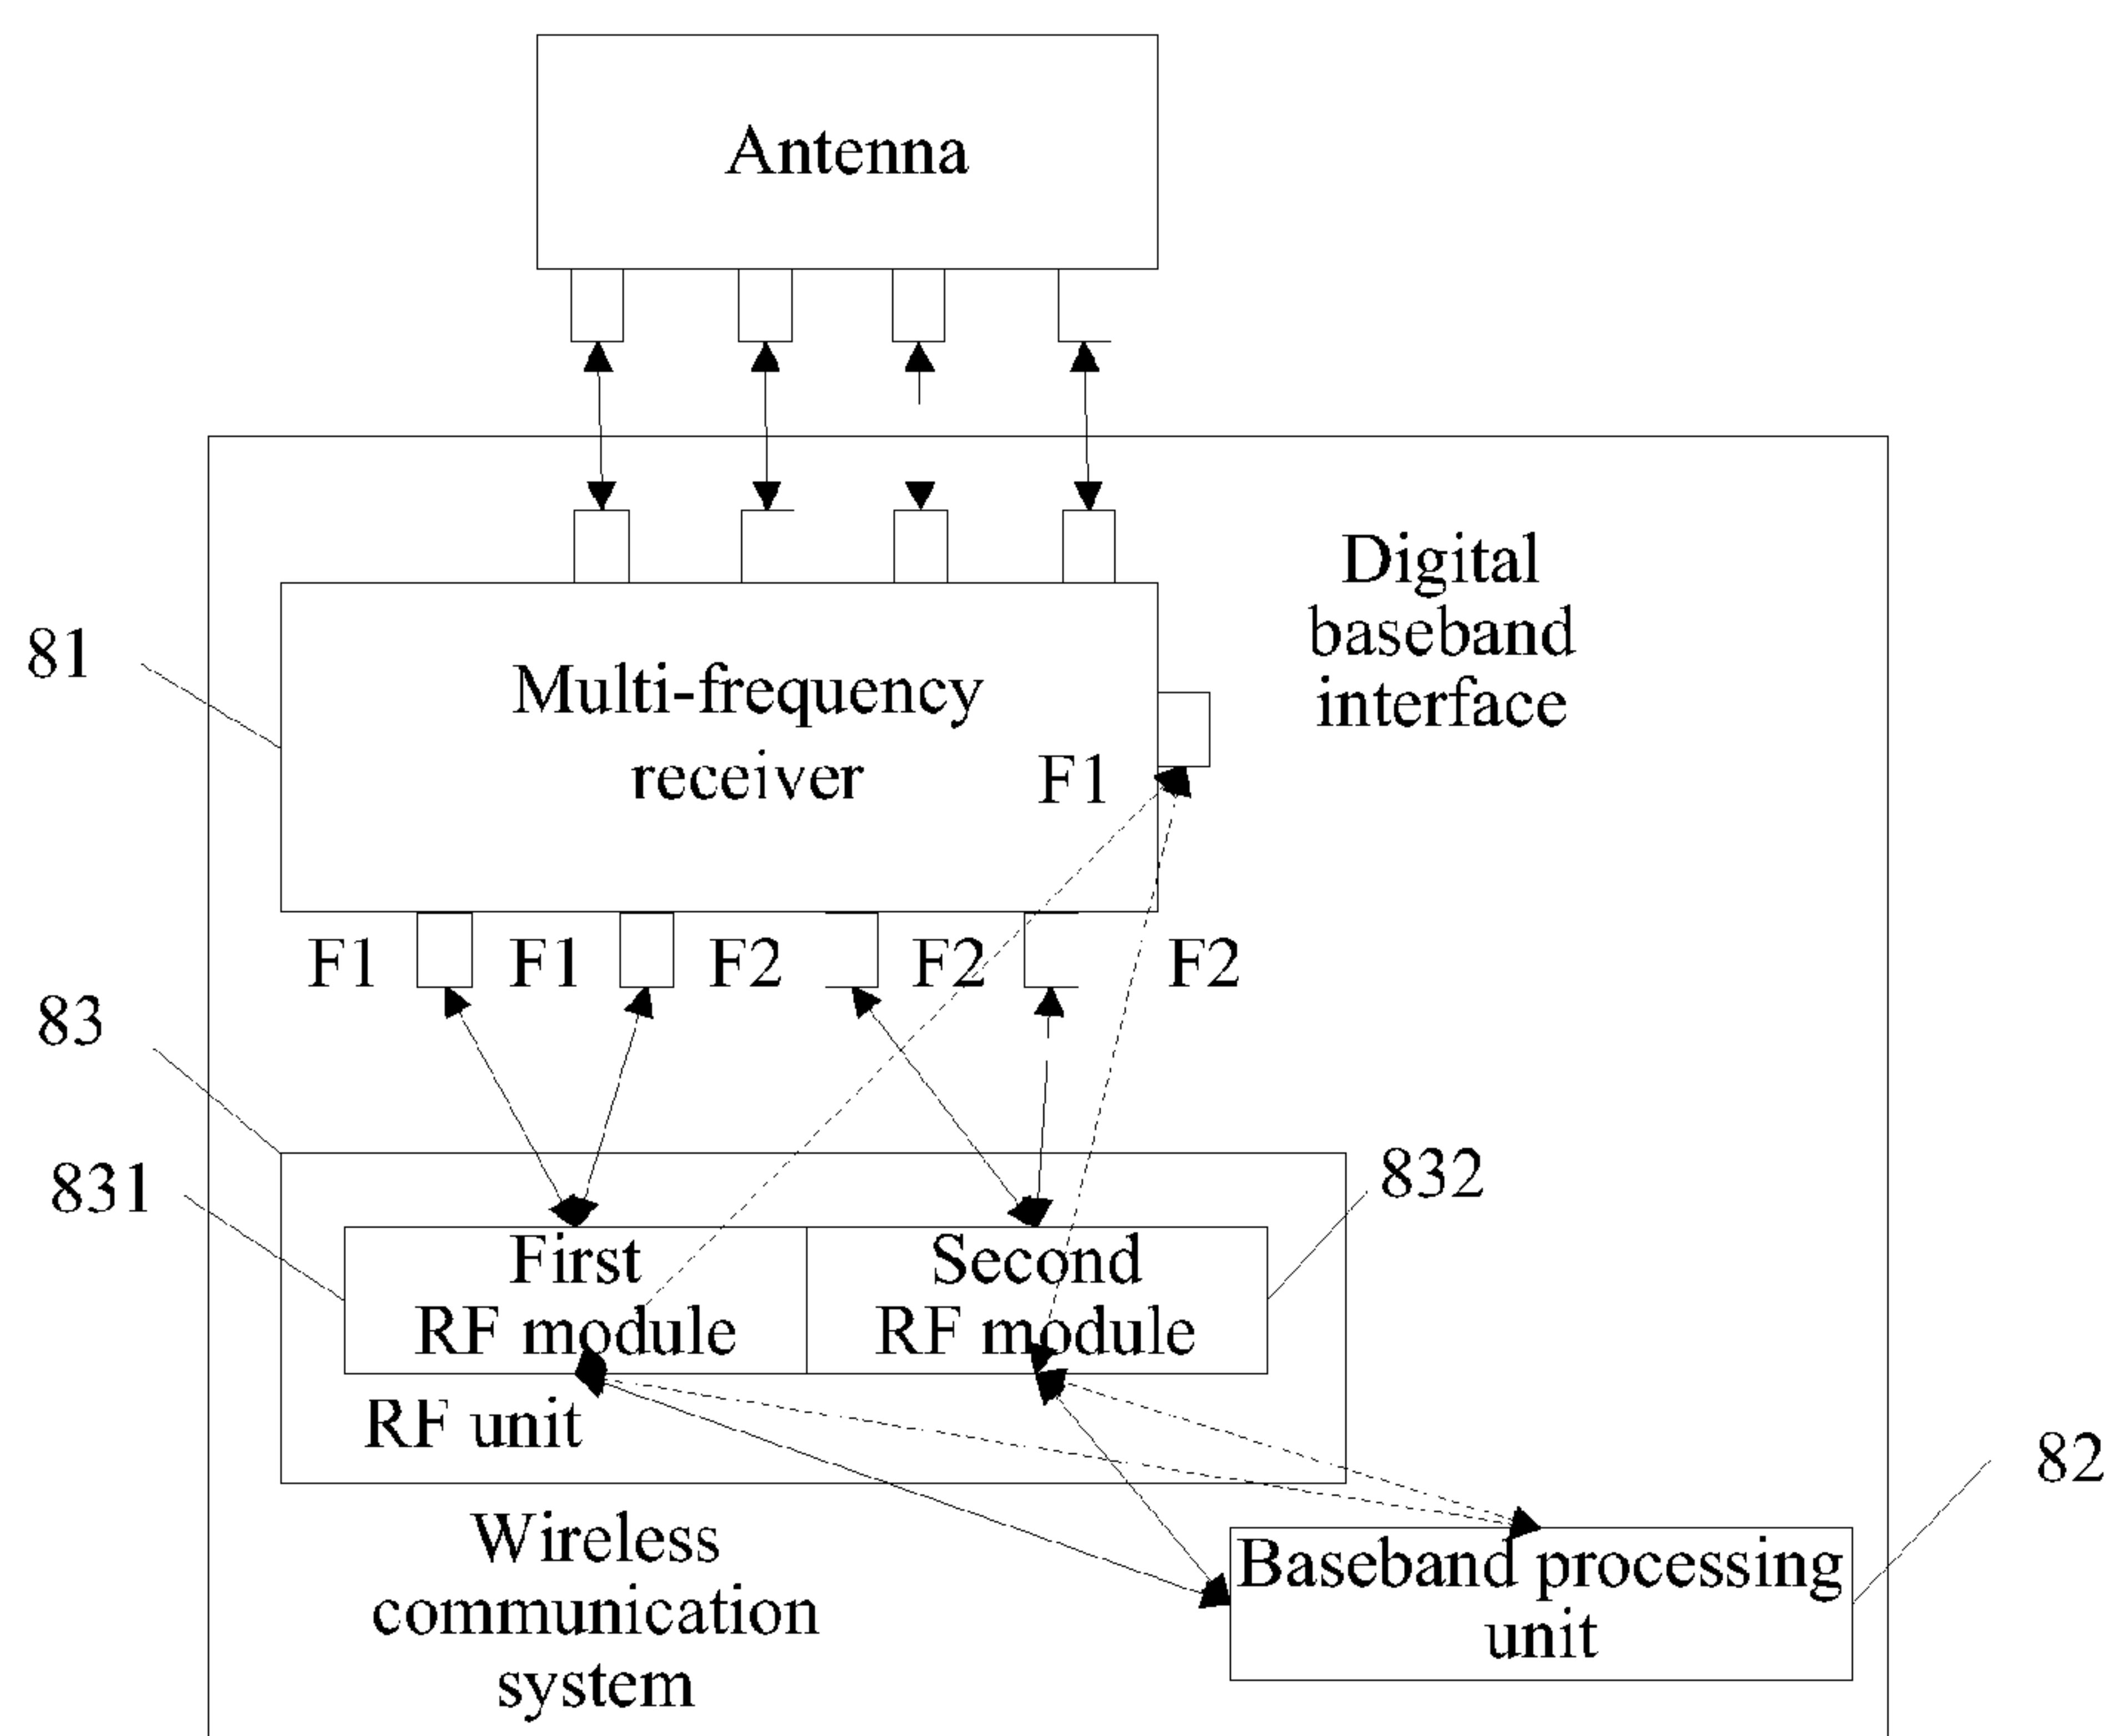 Antenna
Digital
baseband
interface
81
Multi-frequency
receiver
F1
F1
F1
F2
F2
F2
83
831
832
First
RF module
Second
RF module
RF unit
82
Wireless
communication
system
Baseband processing
unit